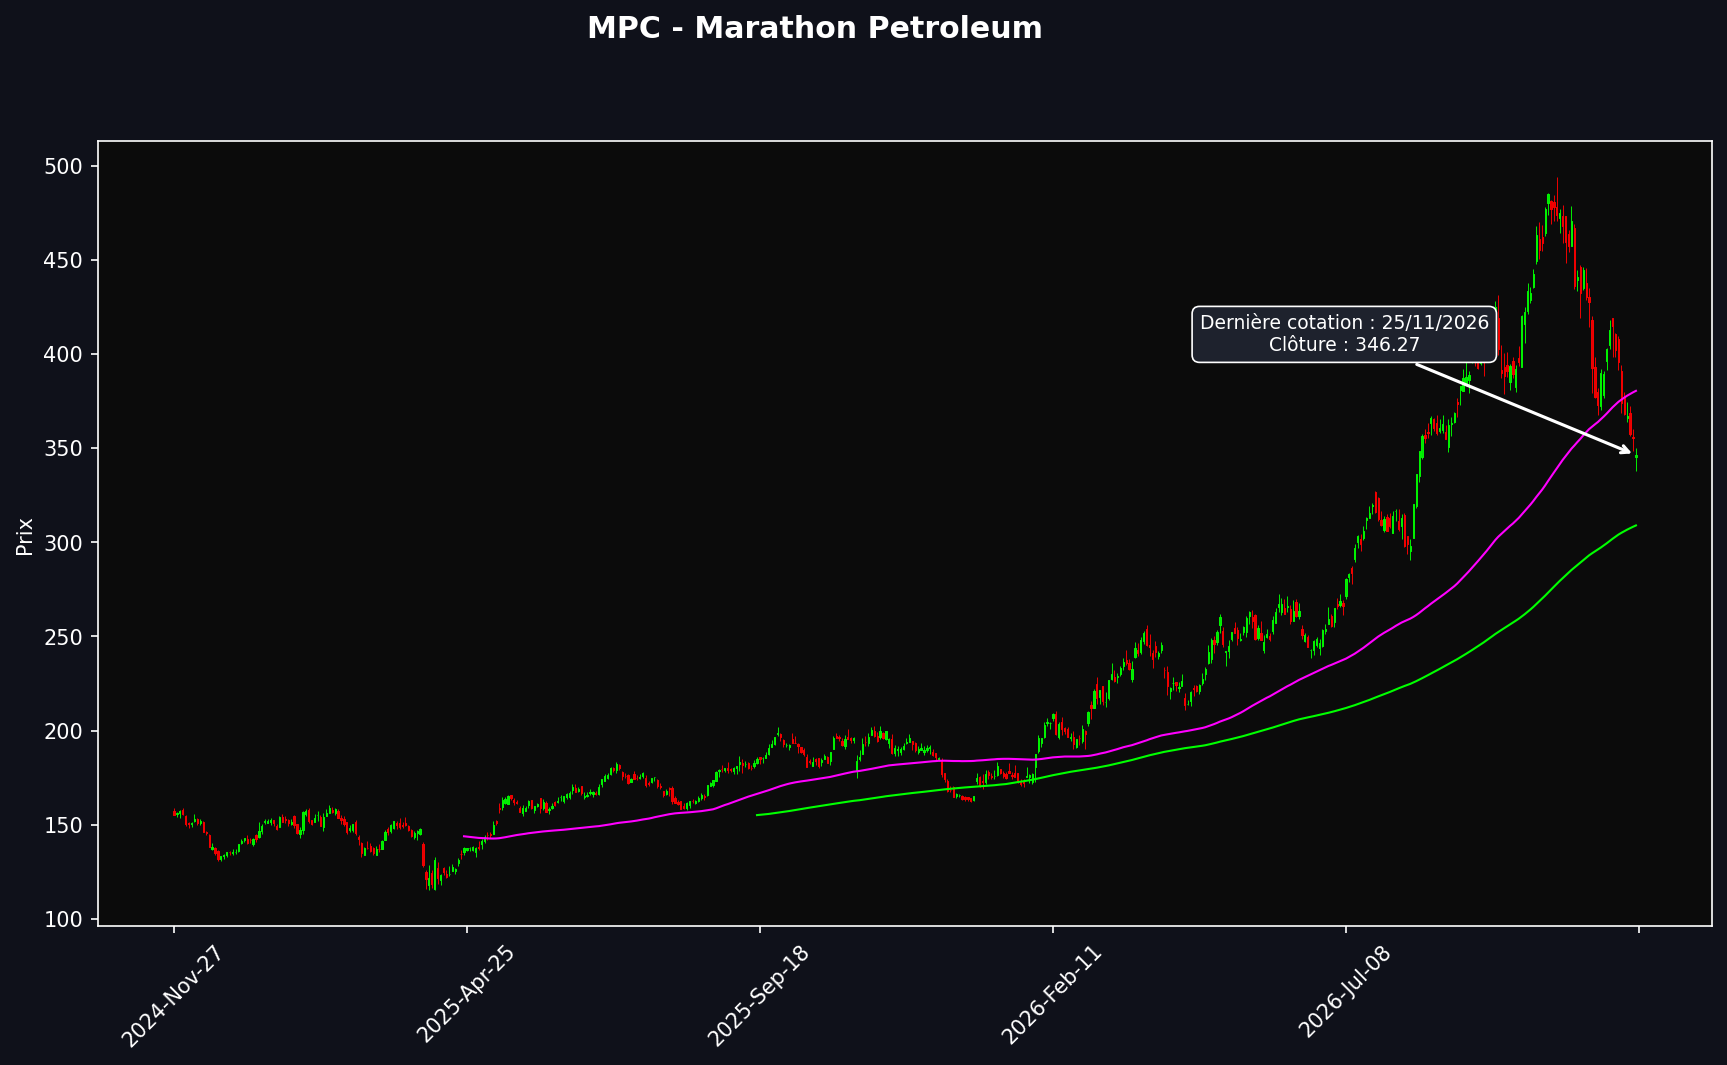 MPC - Marathon Petroleum
500
450
400
350
300
250
200
150
100
Prix
Dernière cotation : 25/11/2026
Clôture : 346.27
2024-Nov-27
2025-Apr-25
2025-Sep-18
2026-Feb-11
2026-Jul-08